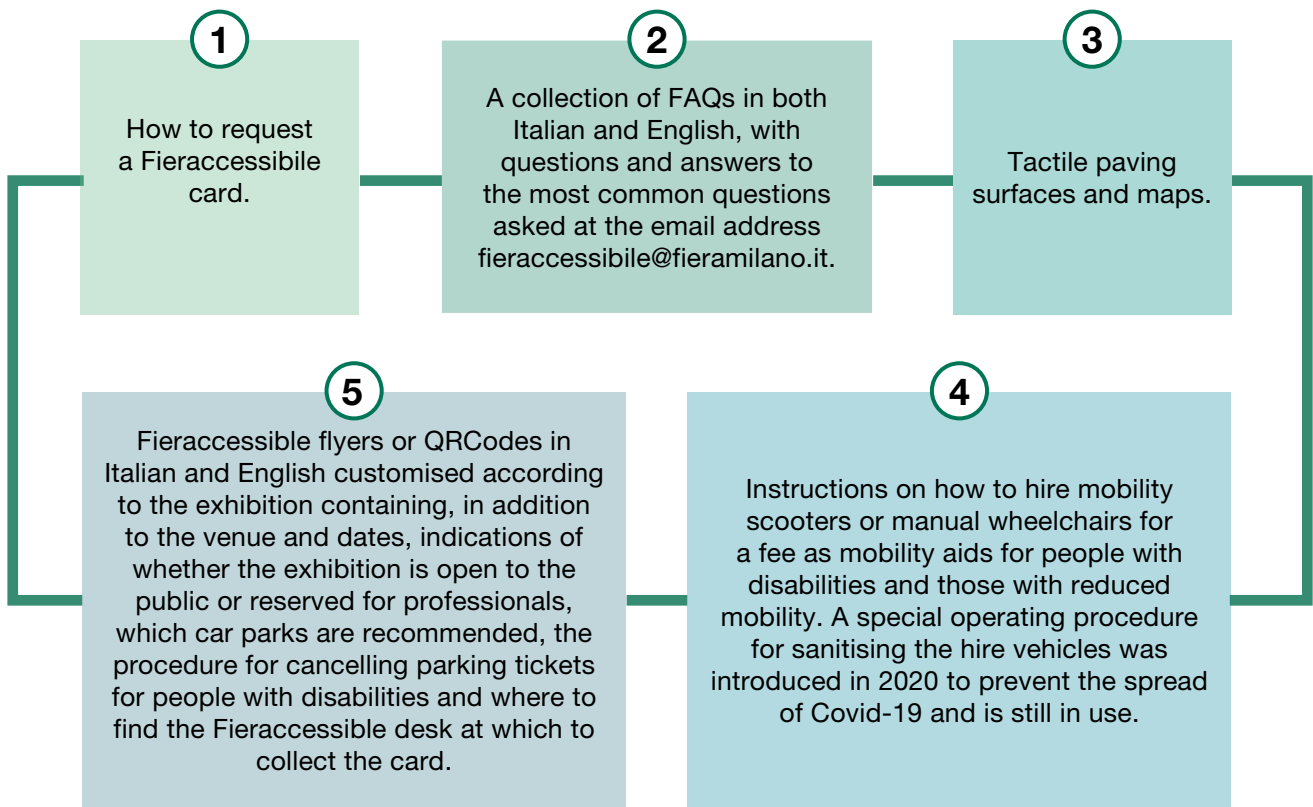 1
How to request
a Fieraccessibile
card.
2
A collection of FAQs in both
Italian and English, with
questions and answers to
the most common questions
asked at the email address
fieraccessibile@fieramilano.it.
3
Tactile paving
surfaces and maps.
4
Instructions on how to hire mobility
scooters or manual wheelchairs for
a fee as mobility aids for people with
disabilities and those with reduced
mobility. A special operating procedure
for sanitising the hire vehicles was
introduced in 2020 to prevent the spread
of Covid-19 and is still in use.
5
Fieraccessible flyers or QRCodes in
Italian and English customised according
to the exhibition containing, in addition
to the venue and dates, indications of
whether the exhibition is open to the
public or reserved for professionals,
which car parks are recommended, the
procedure for cancelling parking tickets
for people with disabilities and where to
find the Fieraccessible desk at which to
collect the card.